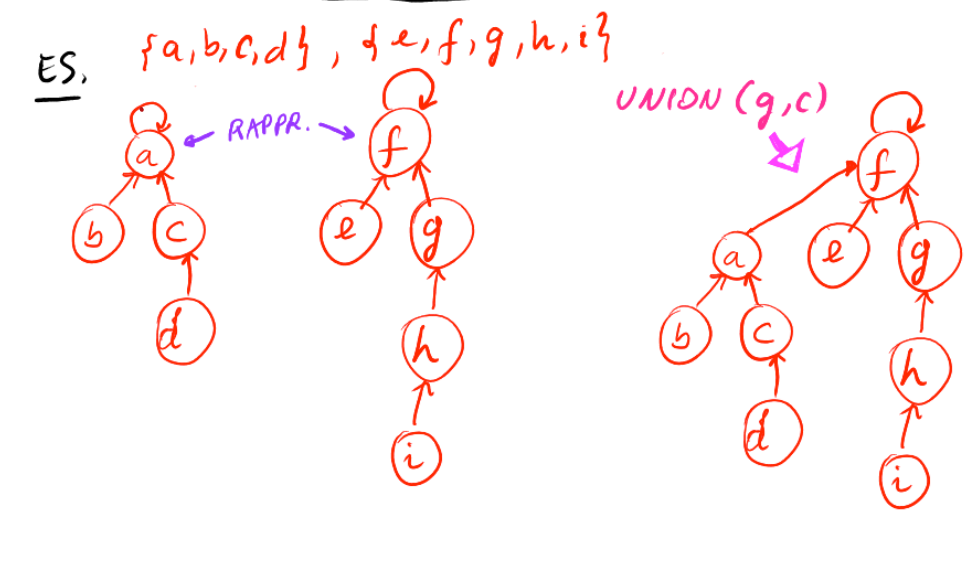 ES. {a,b,c,d}, {e,f,g,h,i}
UNION (g,c)
a ← RAPPR. → f
f
b c e g
a e g
d h
b c h
i
d i